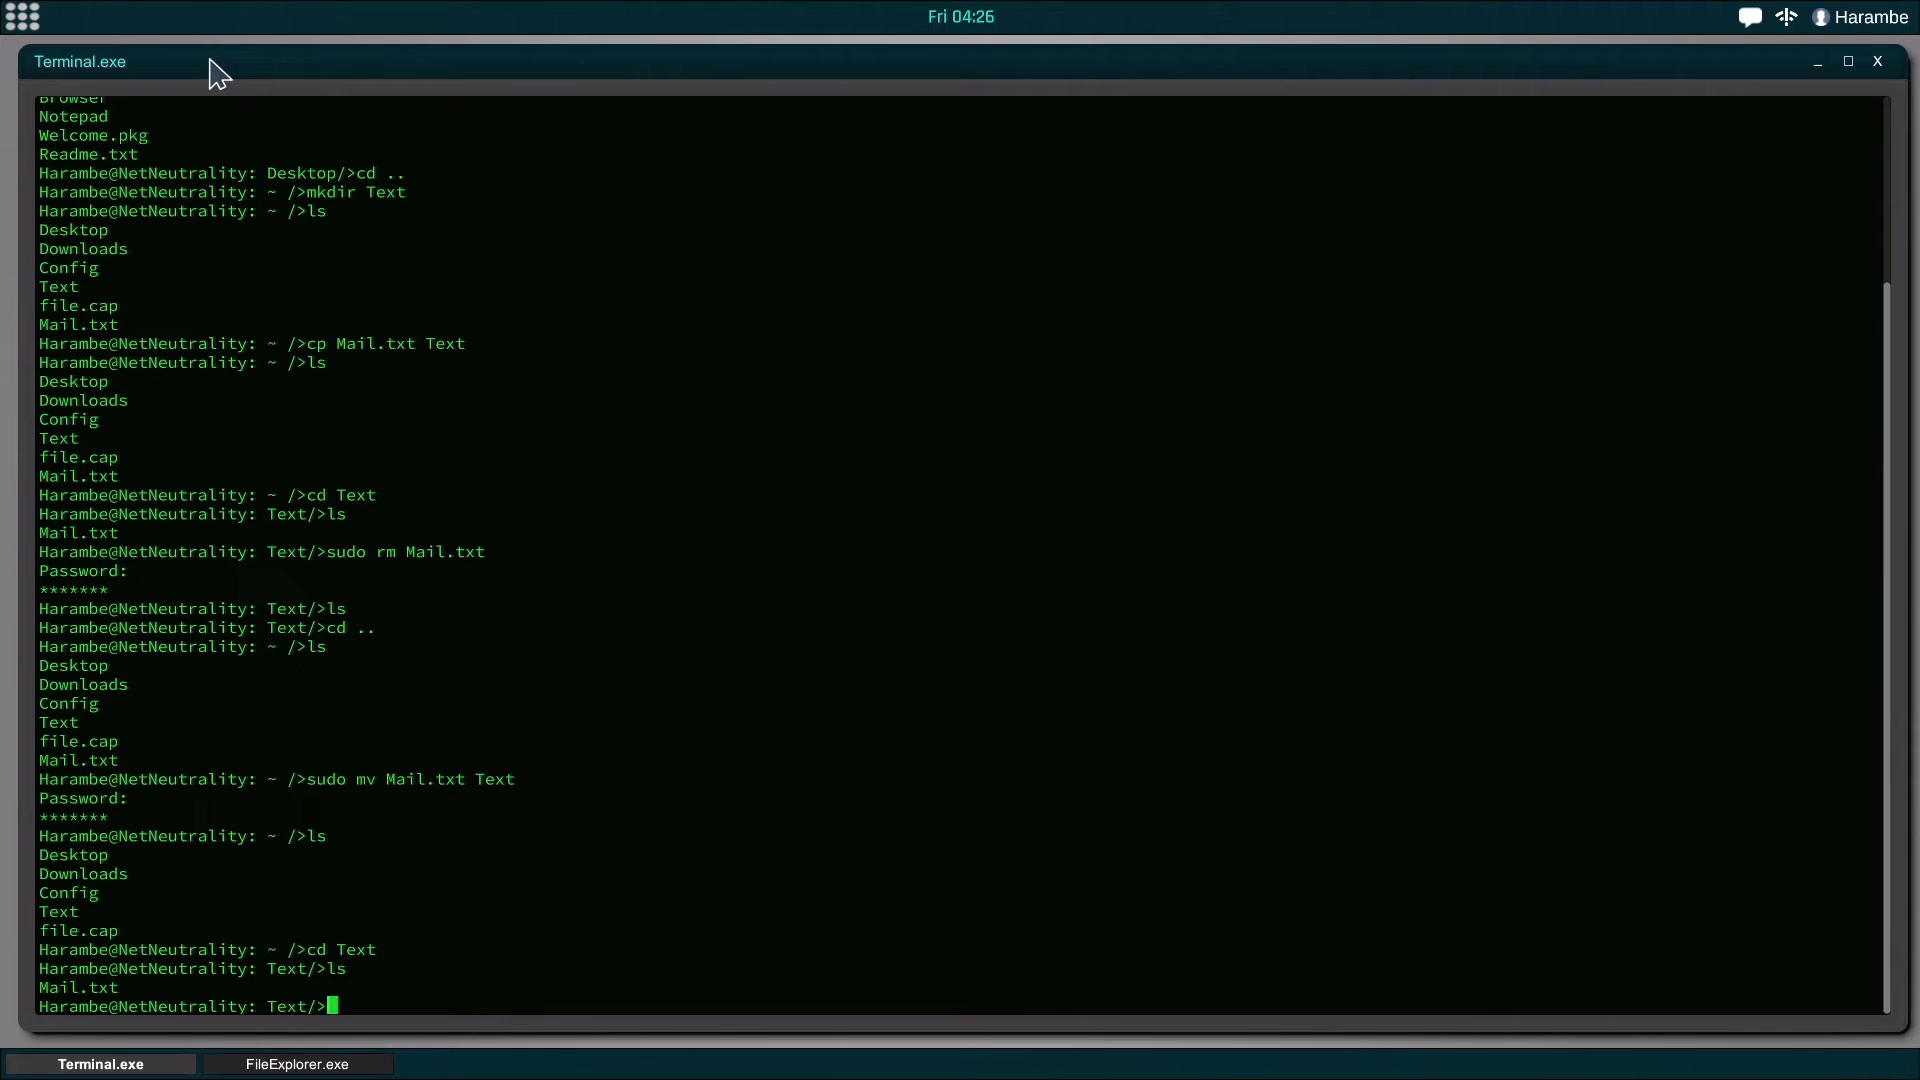 Fri 04:26
Harambe
Terminal.exe
_ □ X
Browser
Notepad
Welcome.pkg
Readme.txt
Harambe@NetNeutrality: Desktop/>cd ..
Harambe@NetNeutrality: ~ />mkdir Text
Harambe@NetNeutrality: ~ />ls
Desktop
Downloads
Config
Text
file.cap
Mail.txt
Harambe@NetNeutrality: ~ />cp Mail.txt Text
Harambe@NetNeutrality: ~ />ls
Desktop
Downloads
Config
Text
file.cap
Mail.txt
Harambe@NetNeutrality: ~ />cd Text
Harambe@NetNeutrality: Text/>ls
Mail.txt
Harambe@NetNeutrality: Text/>sudo rm Mail.txt
Password:
*******
Harambe@NetNeutrality: Text/>ls
Harambe@NetNeutrality: Text/>cd ..
Harambe@NetNeutrality: ~ />ls
Desktop
Downloads
Config
Text
file.cap
Mail.txt
Harambe@NetNeutrality: ~ />sudo mv Mail.txt Text
Password:
*******
Harambe@NetNeutrality: ~ />ls
Desktop
Downloads
Config
Text
file.cap
Harambe@NetNeutrality: ~ />cd Text
Harambe@NetNeutrality: Text/>ls
Mail.txt
Harambe@NetNeutrality: Text/>
Terminal.exe
FileExplorer.exe